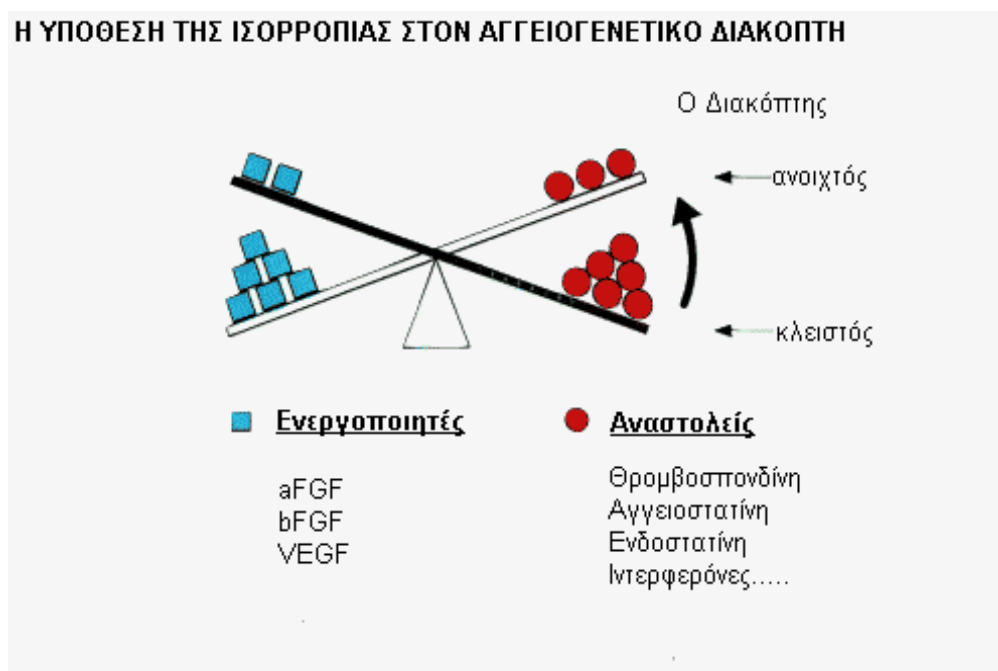 Η ΥΠΟΘΕΣΗ ΤΗΣ ΙΣΟΡΡΟΠΙΑΣ ΣΤΟΝ ΑΓΓΕΙΟΓΕΝΕΤΙΚΟ ΔΙΑΚΟΠΤΗ
Ο Διακόπτης
ανοιχτός
κλειστός
Ενεργοποιητές
aFGF
bFGF
VEGF
Αναστολείς
Θρομβοσπονδίνη
Αγγειοστατίνη
Ενδοστατίνη
Ιντερφερόνες.....